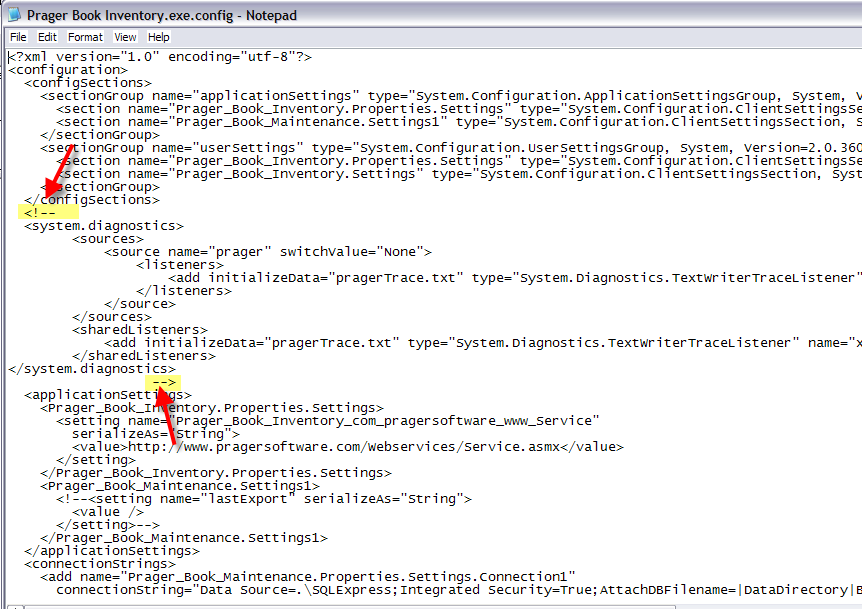 Prager Book Inventory.exe.config - Notepad
File Edit Format View Help
<?xml version="1.0" encoding="utf-8"?>
<configuration>
  <configSections>
    <sectionGroup name="applicationSettings" type="System.Configuration.ApplicationSettingsGroup, System, V
      <section name="Prager_Book_Inventory.Properties.Settings" type="System.Configuration.ClientSettingsSe
      <section name="Prager_Book_Maintenance.Settings1" type="System.Configuration.ClientSettingsSection, S
    </sectionGroup>
    <sectionGroup name="userSettings" type="System.Configuration.UserSettingsGroup, System, Version=2.0.360
      <section name="Prager_Book_Inventory.Properties.Settings" type="System.Configuration.ClientSettingsSe
      <section name="Prager_Book_Inventory.Settings" type="System.Configuration.ClientSettingsSection, Syst
    </sectionGroup>
  </configSections>
  <!--
  <system.diagnostics>
        <sources>
            <source name="prager" switchValue="None">
                <listeners>
                    <add initializeData="pragerTrace.txt" type="System.Diagnostics.TextWriterTraceListener"
                </listeners>
            </source>
        </sources>
        <sharedListeners>
            <add initializeData="pragerTrace.txt" type="System.Diagnostics.TextWriterTraceListener" name="x
        </sharedListeners>
</system.diagnostics>
                  -->
  <applicationSettings>
    <Prager_Book_Inventory.Properties.Settings>
      <setting name="Prager_Book_Inventory_com_pragersoftware_www_Service"
        serializeAs="String">
        <value>http://www.pragersoftware.com/Webservices/Service.asmx</value>
      </setting>
    </Prager_Book_Inventory.Properties.Settings>
    <Prager_Book_Maintenance.Settings1>
      <!--<setting name="lastExport" serializeAs="String">
        <value />
      </setting>-->
    </Prager_Book_Maintenance.Settings1>
  </applicationSettings>
  <connectionStrings>
    <add name="Prager_Book_Maintenance.Properties.Settings.Connection1"
      connectionString="Data Source=.\SQLExpress;Integrated Security=True;AttachDBFilename=|DataDirectory|B